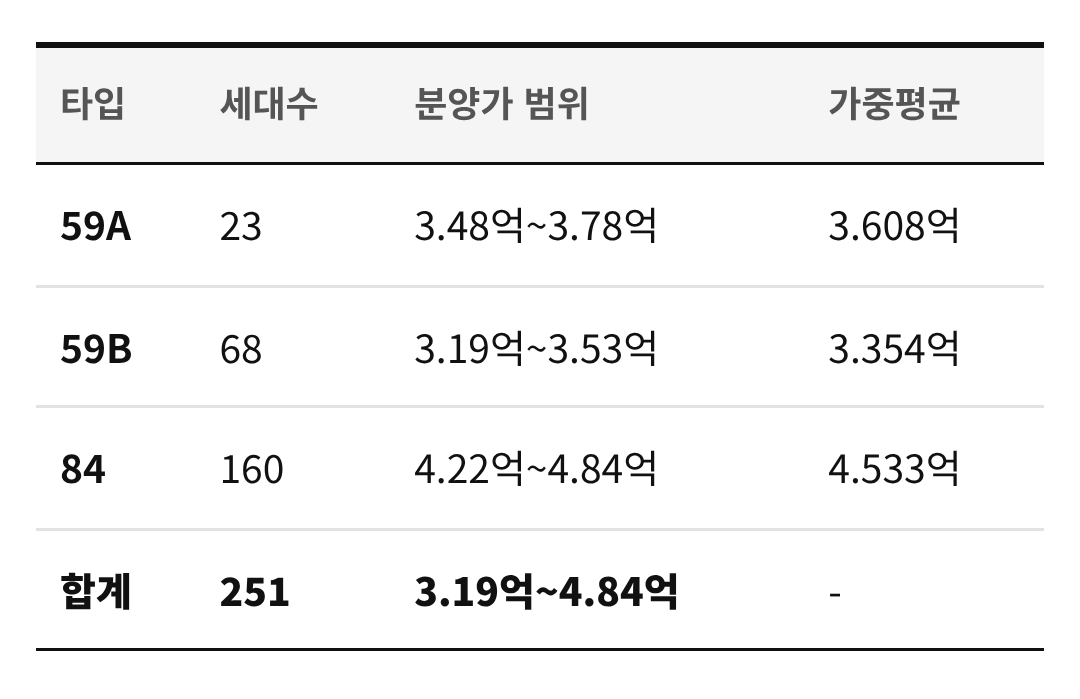 타입 세대수 분양가 범위 가중평균
59A 23 3.48억~3.78억 3.608억
59B 68 3.19억~3.53억 3.354억
84 160 4.22억~4.84억 4.533억
합계 251 3.19억~4.84억 -